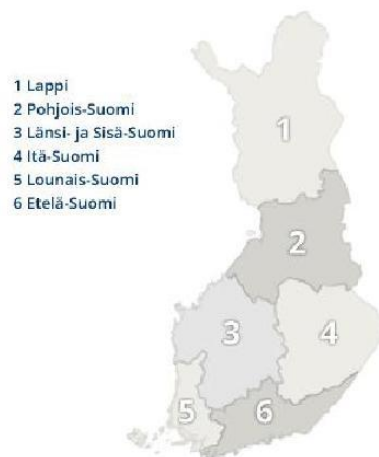 1 Lappi
2 Pohjois-Suomi
3 Länsi- ja Sisä-Suomi
4 Itä-Suomi
5 Lounais-Suomi
6 Etelä-Suomi
1
2
3
4
5
6